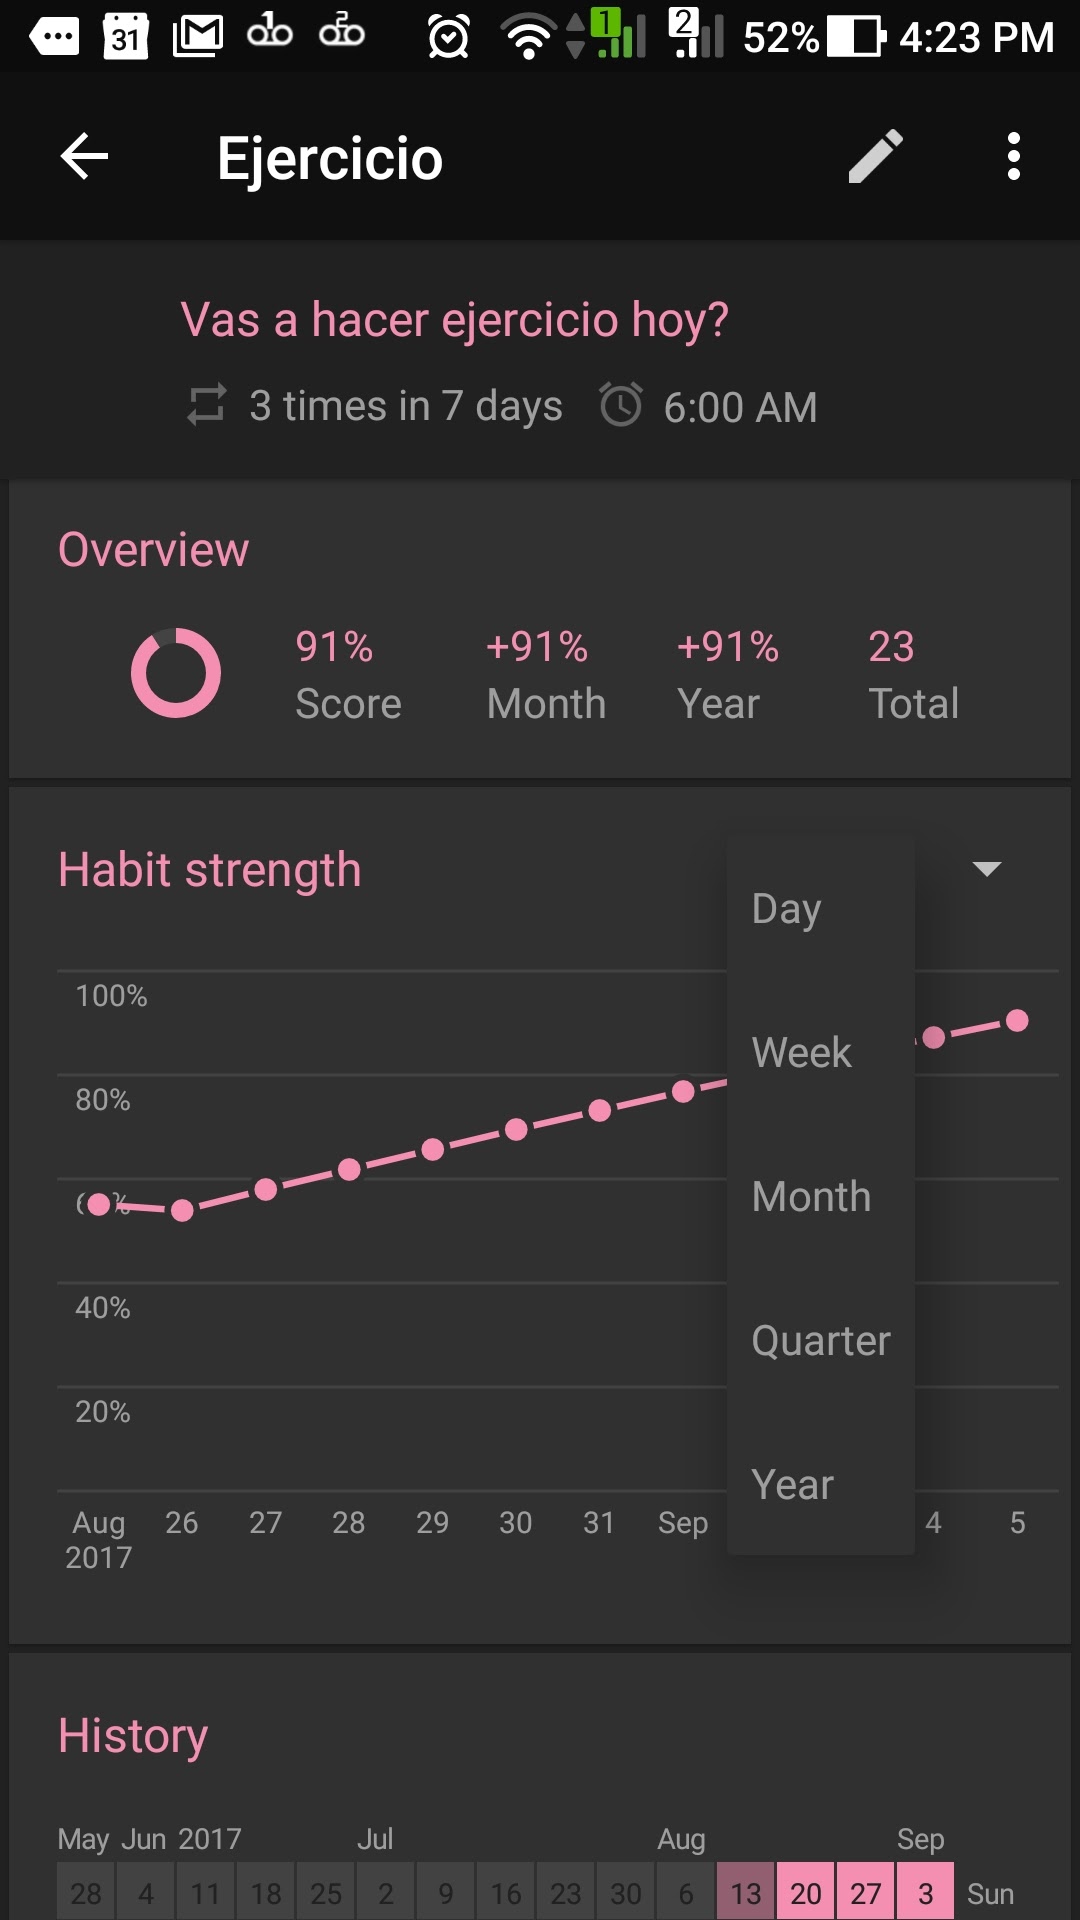 31
1
2
52%
4:23 PM
Ejercicio
Vas a hacer ejercicio hoy?
3 times in 7 days
6:00 AM
Overview
91% +91% +91% 23
Score Month Year Total
Habit strength
Day
Week
Month
Quarter
Year
100%
80%
40%
20%
Aug 26 27 28 29 30 31 Sep 4 5
2017
History
May Jun 2017 Jul Aug Sep
28 4 11 18 25 2 9 16 23 30 6 13 20 27 3 Sun